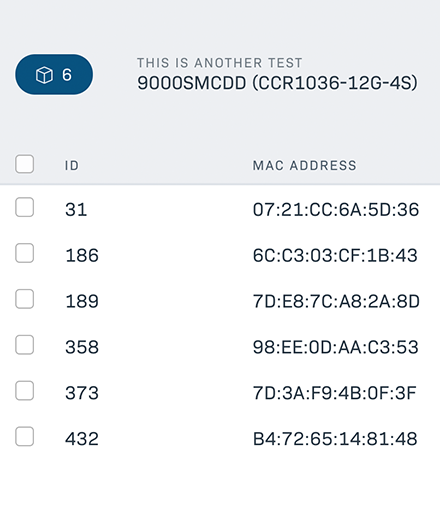 6
THIS IS ANOTHER TEST
9000SMCDD (CCR1036-12G-4S)
ID MAC ADDRESS
31 07:21:CC:6A:5D:36
186 6C:C3:03:CF:1B:43
189 7D:E8:7C:A8:2A:8D
358 98:EE:0D:AA:C3:53
373 7D:3A:F9:4B:0F:3F
432 B4:72:65:14:81:48